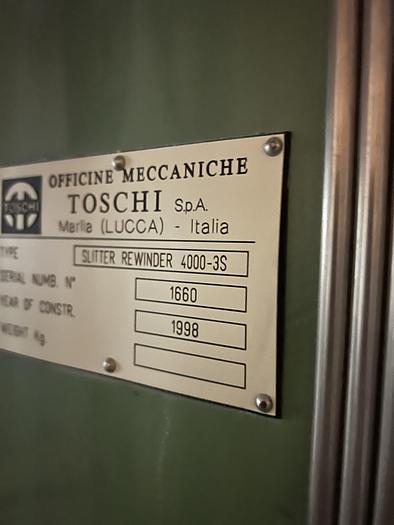 TOSCHI
OFFICINE MECCANICHE
TOSCHI S.p.A.
Marlia (LUCCA) - Italia
TYPE SLITTER REWINDER 4000-3S
SERIAL NUMB. N° 1660
YEAR OF CONSTR. 1998
WEIGHT Kg